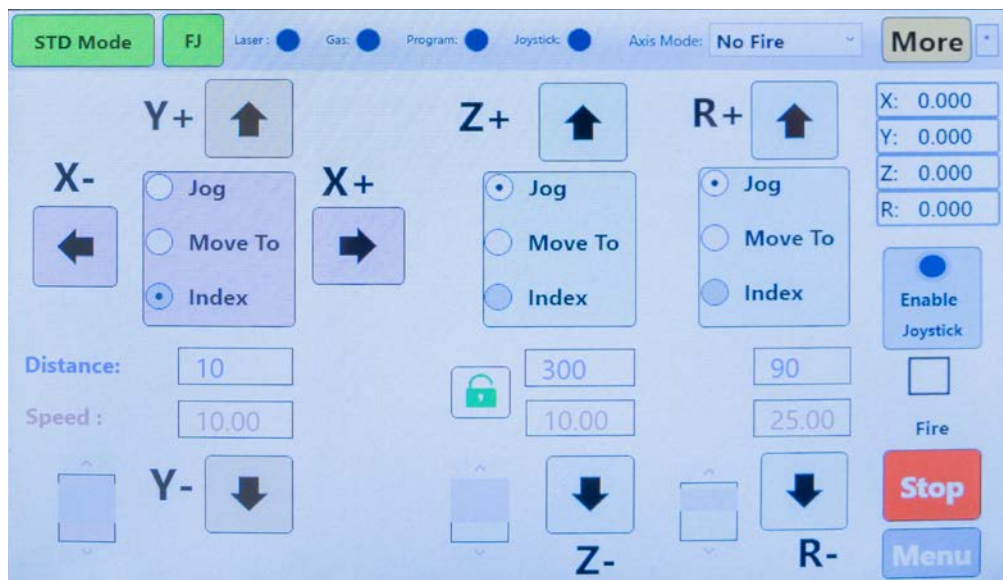 STD Mode FJ Laser : Gas: Program: Joystick: Axis Mode: No Fire More *
Y+ Z+ R+
X: 0.000
Y: 0.000
Z: 0.000
R: 0.000
X- X+
Jog
Move To
Index
Jog
Move To
Index
Jog
Move To
Index
Enable
Joystick
Distance: 10 300 90
Speed : 10.00 10.00 25.00
Fire
Y- Z- R-
Stop
Menu